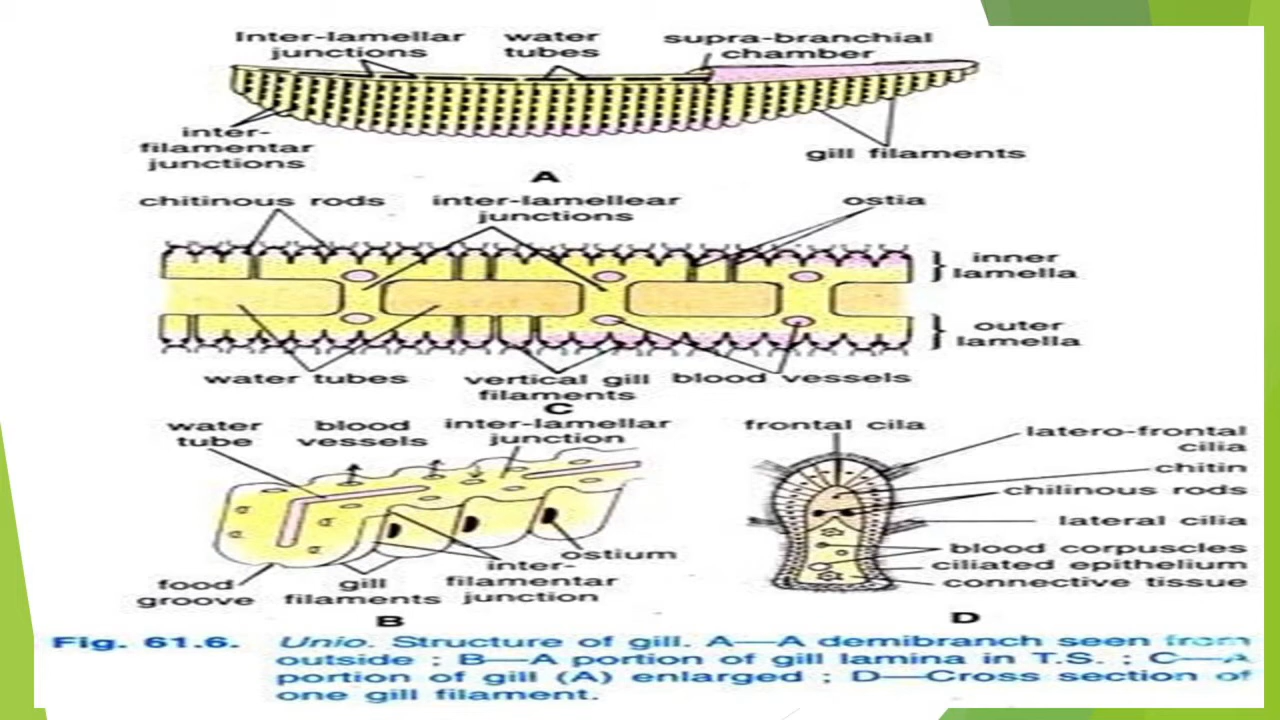 Inter-lamellar
junctions
water
tubes
supra-branchial
chamber
inter-
filamentar
junctions
gill filaments
A
chitinous rods
inter-lamellear
junctions
ostia
inner
lamella
outer
lamella
water tubes
vertical gill
filaments
blood vessels
C
water
tube
blood
vessels
inter-lamellar
junction
food
groove
gill
filaments
inter-
filamentar
junction
ostium
B
frontal cila
latero-frontal
cilia
chitin
chilinous rods
lateral cilia
blood corpuscles
ciliated epithelium
connective tissue
D
Fig. 61.6. Unio. Structure of gill. A—A demibranch seen from
outside ; B—A portion of gill lamina in T.S. ; C—A
portion of gill (A) enlarged ; D—Cross section of
one gill filament.